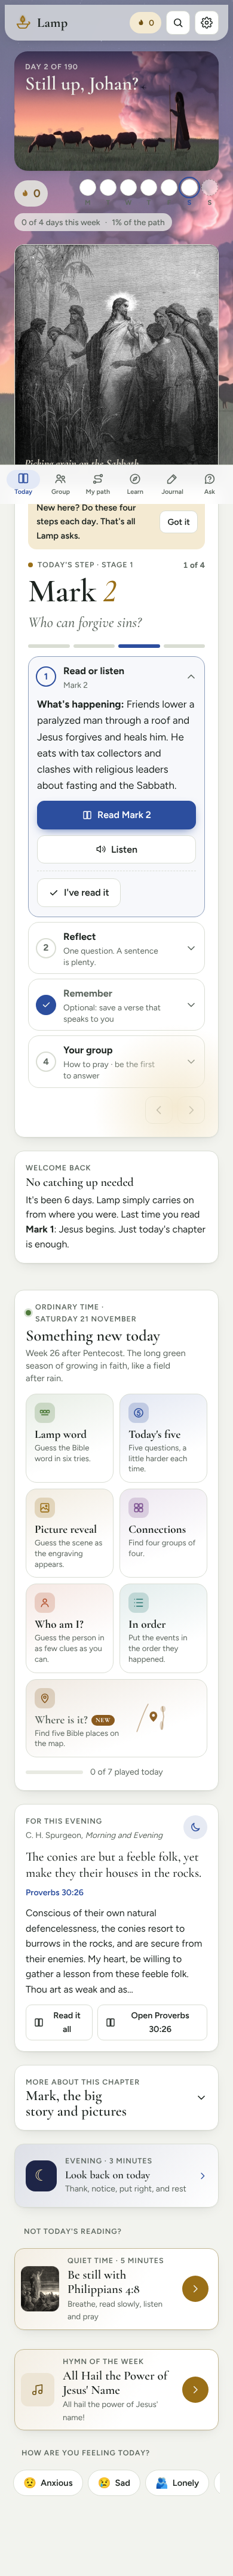 Lamp
0
DAY 2 OF 190
Still up, Johan?
0
S
S
0 of 4 days this week · 1% of the path
Picking grain on the Sabbath
Today
Group
My path
Learn
Journal
Ask
New here? Do these four
steps each day. That's all
Lamp asks.
Got it
TODAY'S STEP · STAGE 1
1 of 4
Mark 2
Who can forgive sins?
1
Read or listen
Mark 2
What's happening: Friends lower a
paralyzed man through a roof and
Jesus forgives and heals him. He
eats with tax collectors and
clashes with religious leaders
about fasting and the Sabbath.
Read Mark 2
Listen
I've read it
2
Reflect
One question. A sentence
is plenty.
Remember
Optional: save a verse that
speaks to you
4
Your group
How to pray · be the first
to answer
WELCOME BACK
No catching up needed
It's been 6 days. Lamp simply carries on
from where you were. Last time you read
Mark 1: Jesus begins. Just today's chapter
is enough.
ORDINARY TIME ·
SATURDAY 21 NOVEMBER
Something new today
Week 26 after Pentecost. The long green
season of growing in faith, like a field
after rain.
Lamp word
Guess the Bible
word in six tries.
Today's five
Five questions, a
little harder each
time.
Picture reveal
Guess the scene as
the engraving
appears.
Connections
Find four groups of
four.
Who am I?
Guess the person in
as few clues as you
can.
In order
Put the events in
the order they
happened.
Where is it? NEW
Find five Bible places on
the map.
0 of 7 played today
FOR THIS EVENING
C. H. Spurgeon, Morning and Evening
The conies are but a feeble folk, yet
make they their houses in the rocks.
Proverbs 30:26
Conscious of their own natural
defencelessness, the conies resort to
burrows in the rocks, and are secure from
their enemies. My heart, be willing to
gather a lesson from these feeble folk.
Thou art as weak and as…
Read it
all
Open Proverbs
30:26
MORE ABOUT THIS CHAPTER
Mark, the big
story and pictures
EVENING · 3 MINUTES
Look back on today
Thank, notice, put right, and rest
NOT TODAY'S READING?
QUIET TIME · 5 MINUTES
Be still with
Philippians 4:8
Breathe, read slowly, listen
and pray
HYMN OF THE WEEK
All Hail the Power of
Jesus' Name
All hail the power of Jesus'
name!
HOW ARE YOU FEELING TODAY?
Anxious
Sad
Lonely